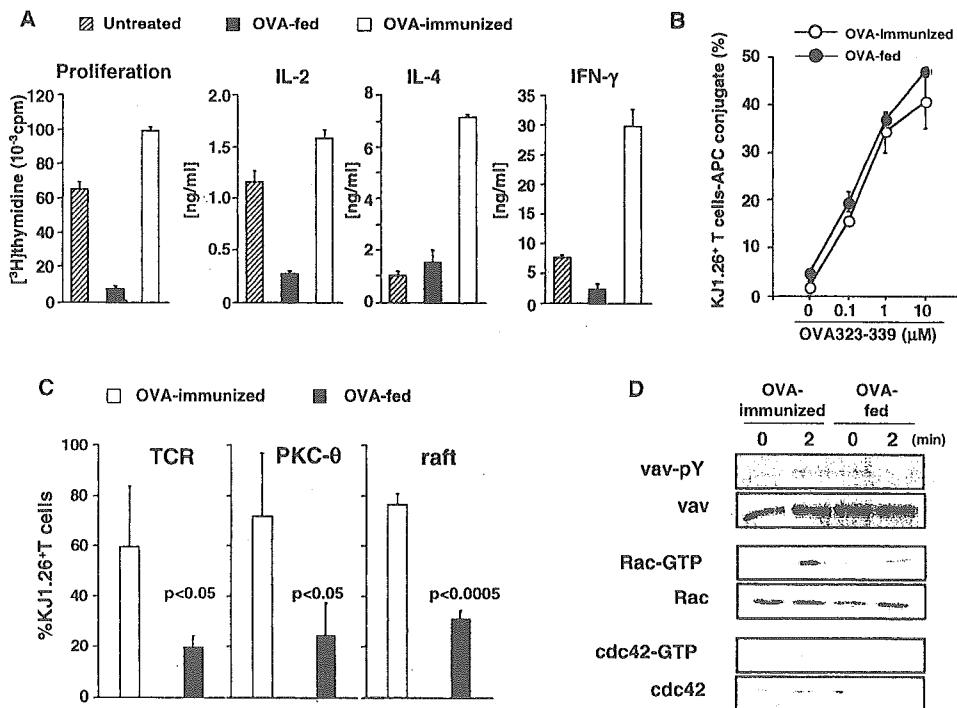 A
Untreated OVA-fed OVA-immunized
Proliferation
[³H]thymidine (10⁻³cpm)
120
100
80
60
40
20
0
IL-2
[ng/ml]
2.0
1.5
1.0
0.5
0
IL-4
[ng/ml]
8
6
4
2
0
IFN-γ
[ng/ml]
35
30
25
20
15
10
5
0
B
OVA-immunized
OVA-fed
KJ1.26⁺ T cells-APC conjugate (%)
50
40
30
20
10
0
0 0.1 1 10
OVA323-339 (μM)
C
OVA-immunized OVA-fed
%KJ1.26⁺T cells
100
80
60
40
20
0
TCR PKC-θ raft
p<0.05 p<0.05 p<0.0005
D
OVA-immunized OVA-fed
0 2 0 2 (min)
vav-pY
vav
Rac-GTP
Rac
cdc42-GTP
cdc42